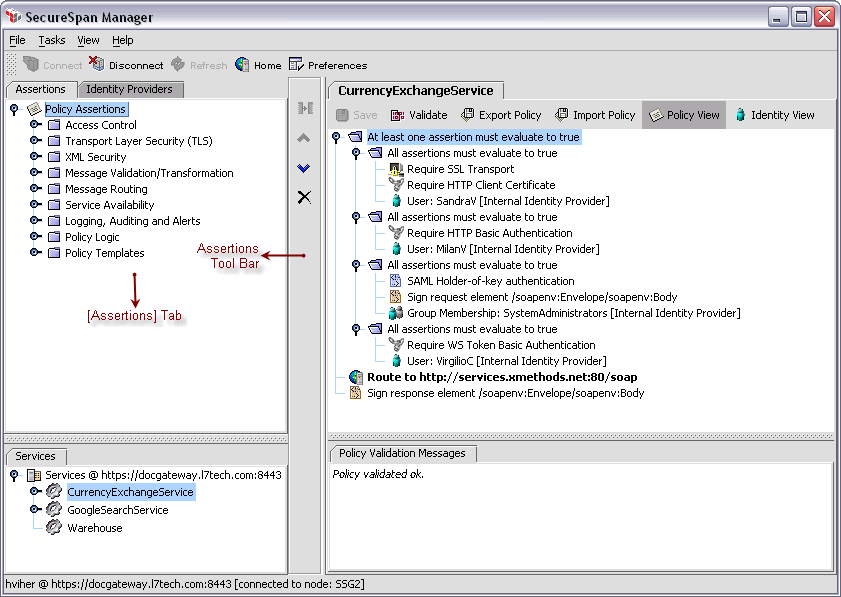 SecureSpan Manager
File Tasks View Help
Connect Disconnect Refresh Home Preferences
Assertions Identity Providers
Policy Assertions
Access Control
Transport Layer Security (TLS)
XML Security
Message Validation/Transformation
Message Routing
Service Availability
Logging, Auditing and Alerts
Policy Logic
Policy Templates
Assertions
Tool Bar
[Assertions] Tab
CurrencyExchangeService
Save Validate Export Policy Import Policy Policy View Identity View
At least one assertion must evaluate to true
All assertions must evaluate to true
Require SSL Transport
Require HTTP Client Certificate
User: SandraV [Internal Identity Provider]
All assertions must evaluate to true
Require HTTP Basic Authentication
User: MilanV [Internal Identity Provider]
All assertions must evaluate to true
SAML Holder-of-key authentication
Sign request element /soapenv:Envelope/soapenv:Body
Group Membership: SystemAdministrators [Internal Identity Provider]
All assertions must evaluate to true
Require WS Token Basic Authentication
User: VirgilioC [Internal Identity Provider]
Route to http://services.xmethods.net:80/soap
Sign response element /soapenv:Envelope/soapenv:Body
Services
Services @ https://docgateway.l7tech.com:8443
CurrencyExchangeService
GoogleSearchService
Warehouse
Policy Validation Messages
Policy validated ok.
hviher @ https://docgateway.l7tech.com:8443 [connected to node: SSG2]